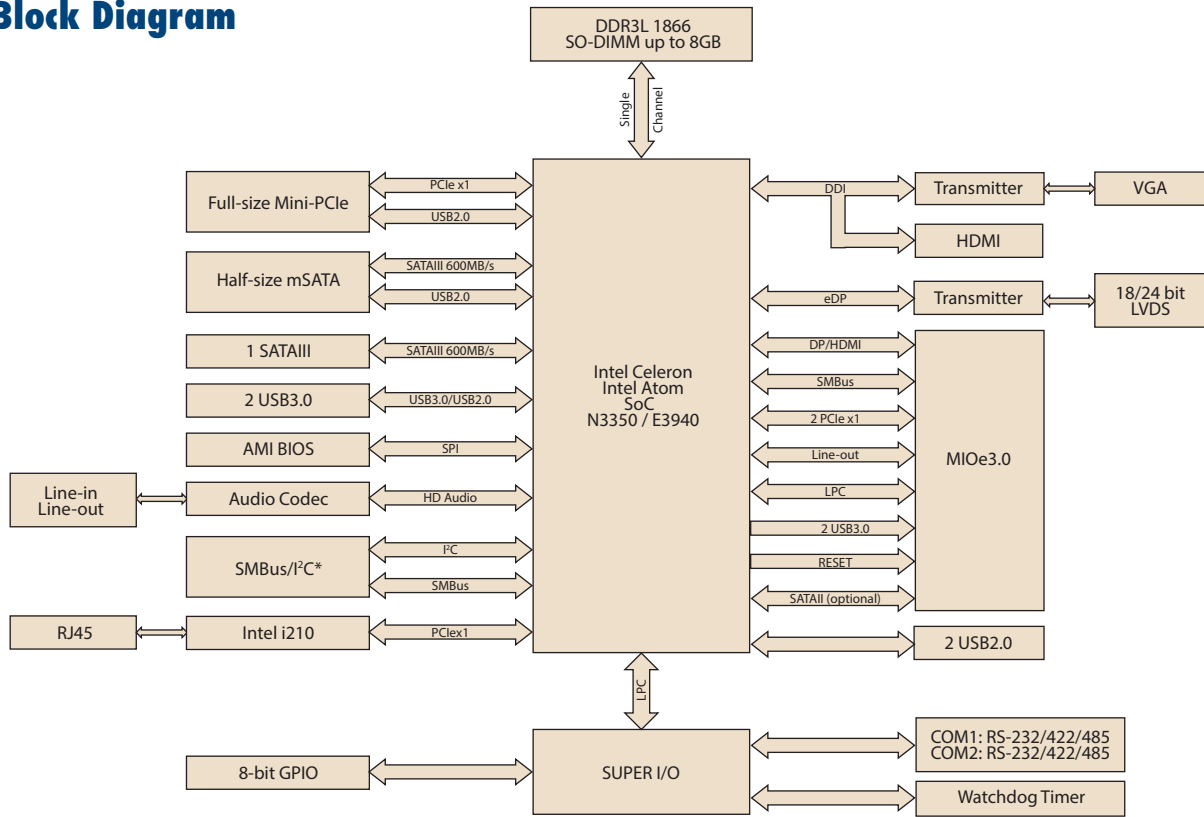 Block Diagram
DDR3L 1866
SO-DIMM up to 8GB
Single
Channel
Full-size Mini-PCIe
PCIe x1
USB2.0
Half-size mSATA
SATAIII 600MB/s
USB2.0
1 SATAIII
SATAIII 600MB/s
2 USB3.0
USB3.0/USB2.0
AMI BIOS
SPI
Line-in
Line-out
Audio Codec
HD Audio
SMBus/I²C*
I²C
SMBus
RJ45
Intel i210
PCIex1
Intel Celeron
Intel Atom
SoC
N3350 / E3940
DDI
Transmitter
VGA
HDMI
eDP
Transmitter
18/24 bit
LVDS
DP/HDMI
SMBus
2 PCIe x1
Line-out
LPC
2 USB3.0
RESET
SATAII (optional)
MIOe3.0
2 USB2.0
LPC
8-bit GPIO
SUPER I/O
COM1: RS-232/422/485
COM2: RS-232/422/485
Watchdog Timer